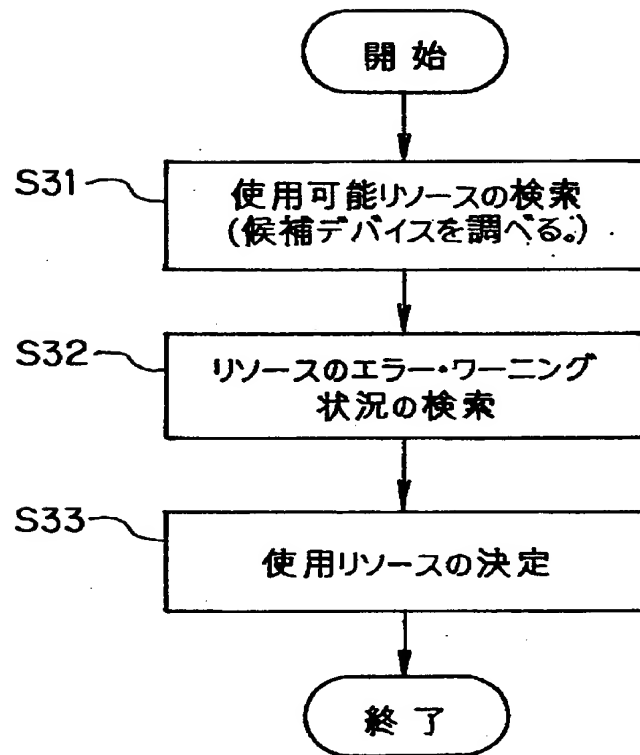 開始
S31
使用可能リソースの検索
(候補デバイスを調べる。)
S32
リソースのエラー・ワーニング
状況の検索
S33
使用リソースの決定
終了